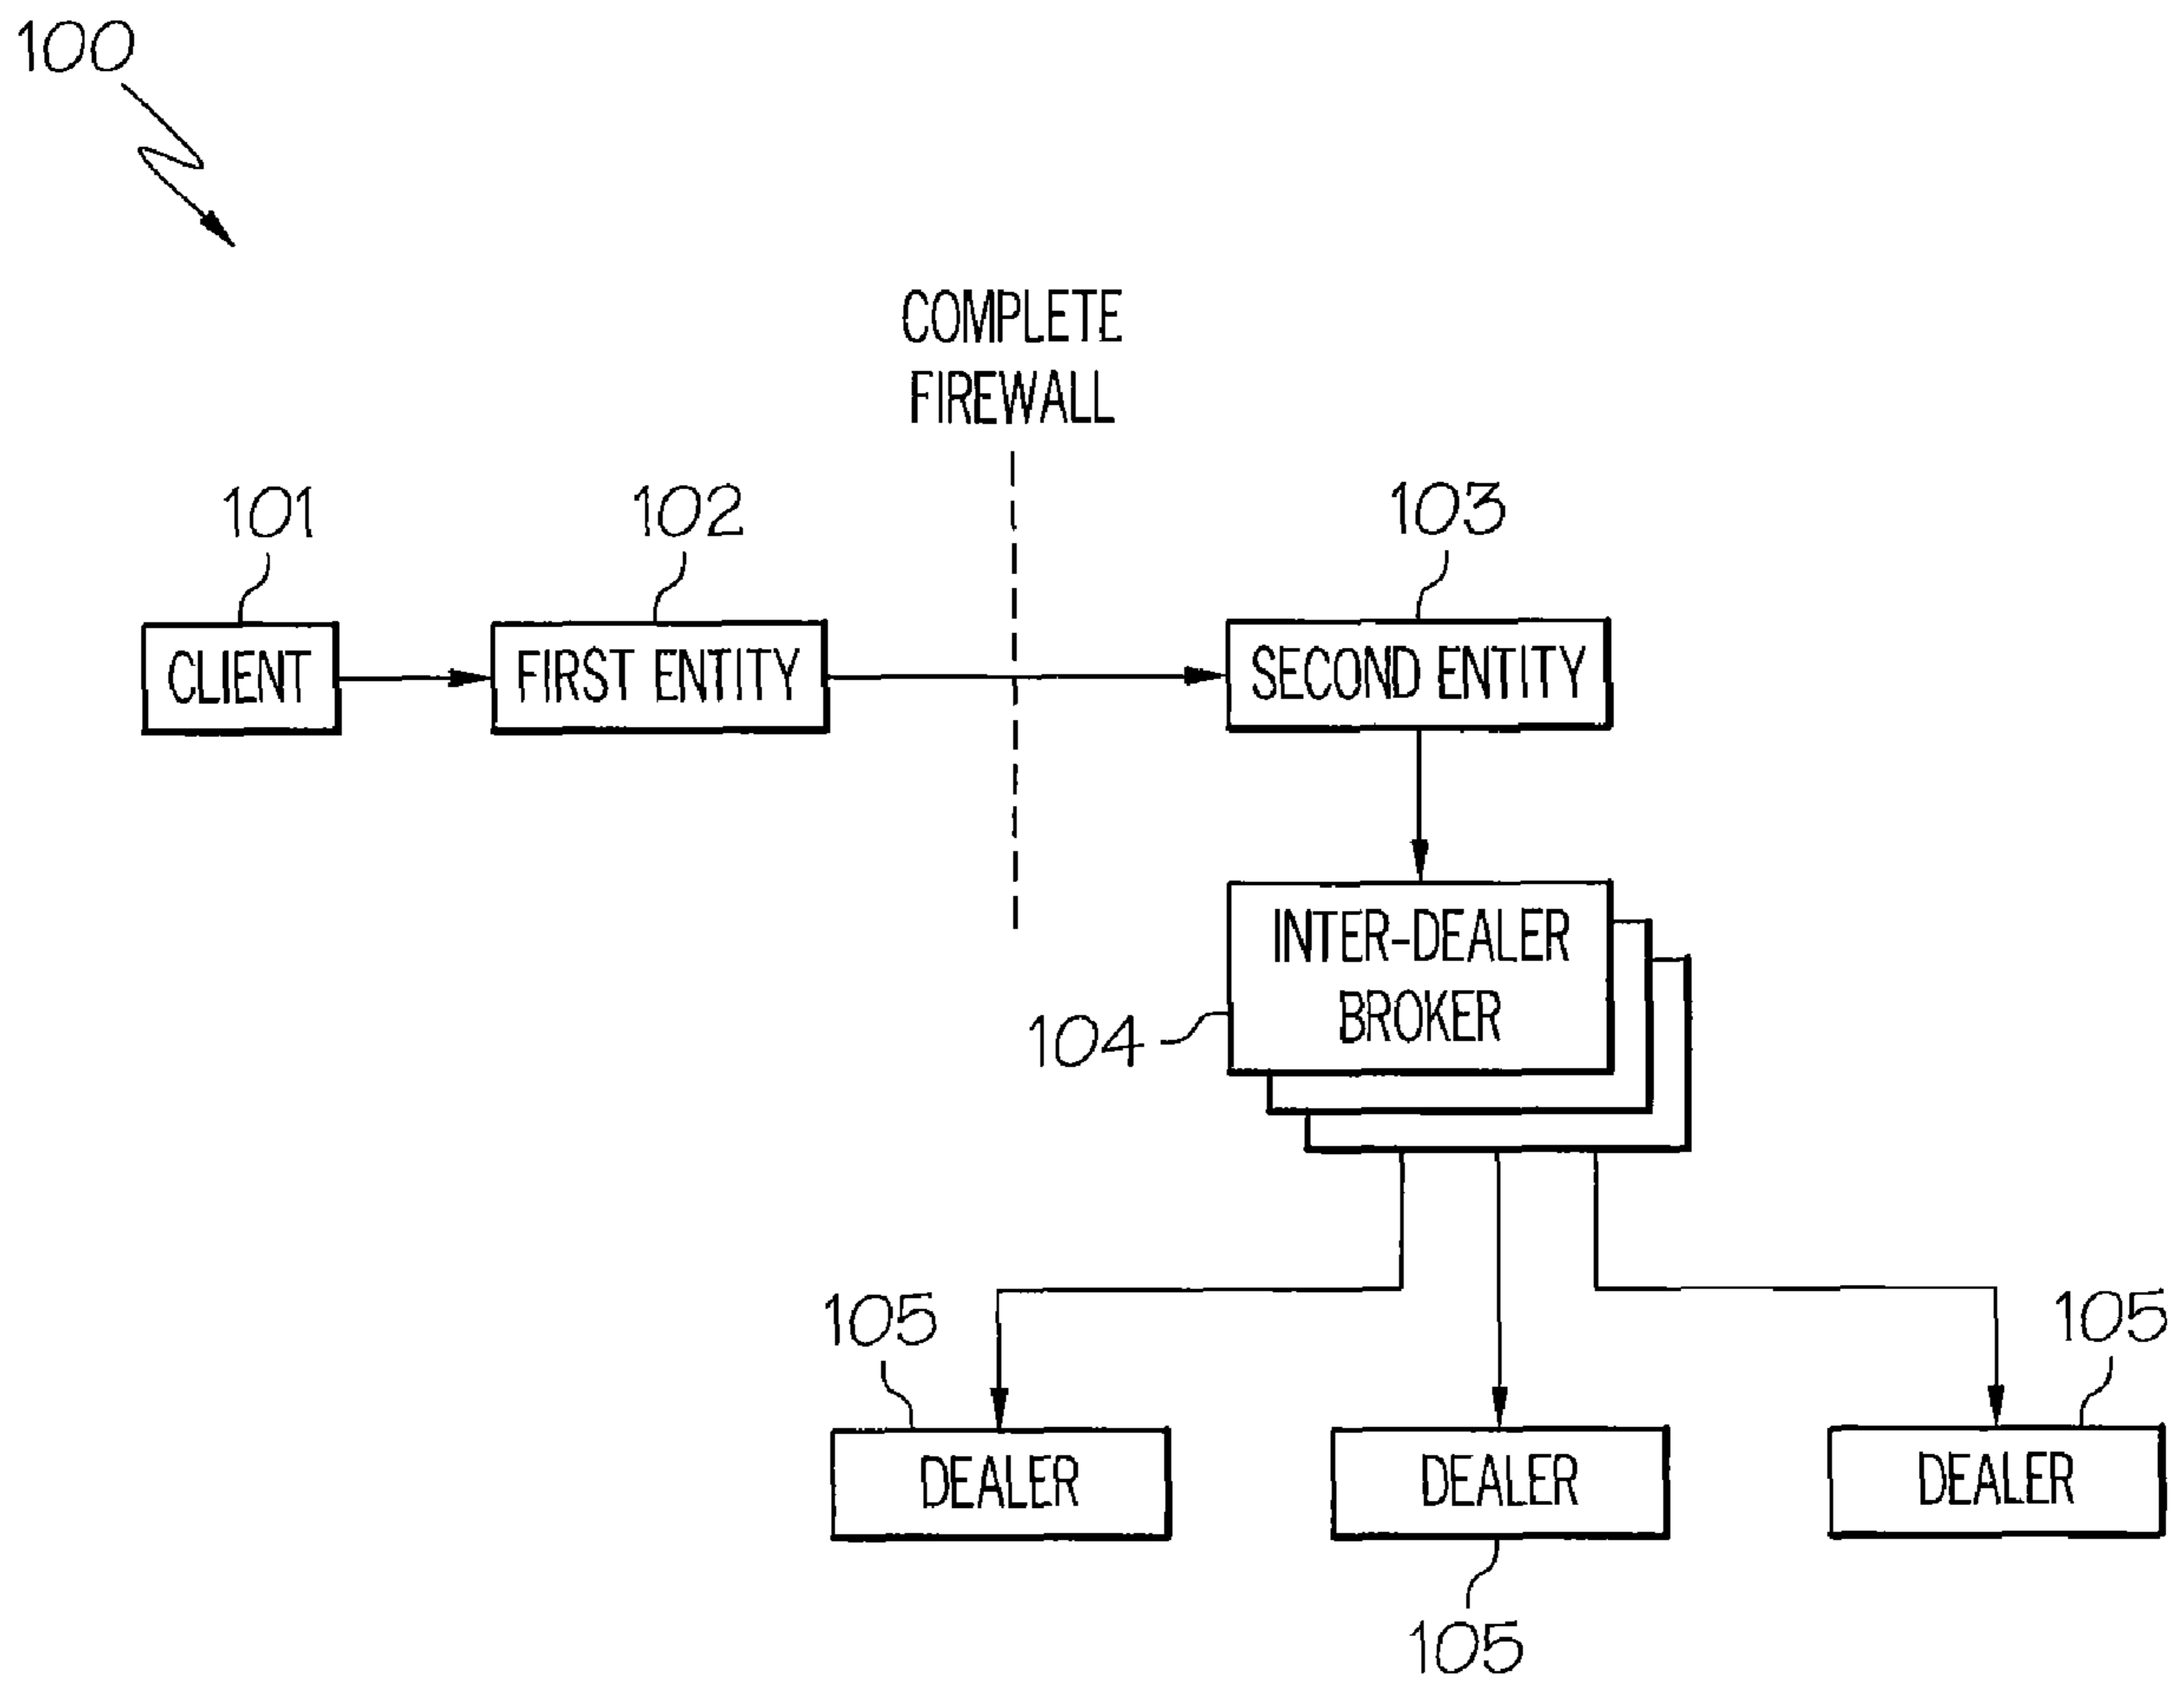 100
COMPLETE
FIREWALL
101
102
103
CLIENT
FIRST ENTITY
SECOND ENTITY
INTER-DEALER
BROKER
104
105
105
DEALER
DEALER
DEALER
105